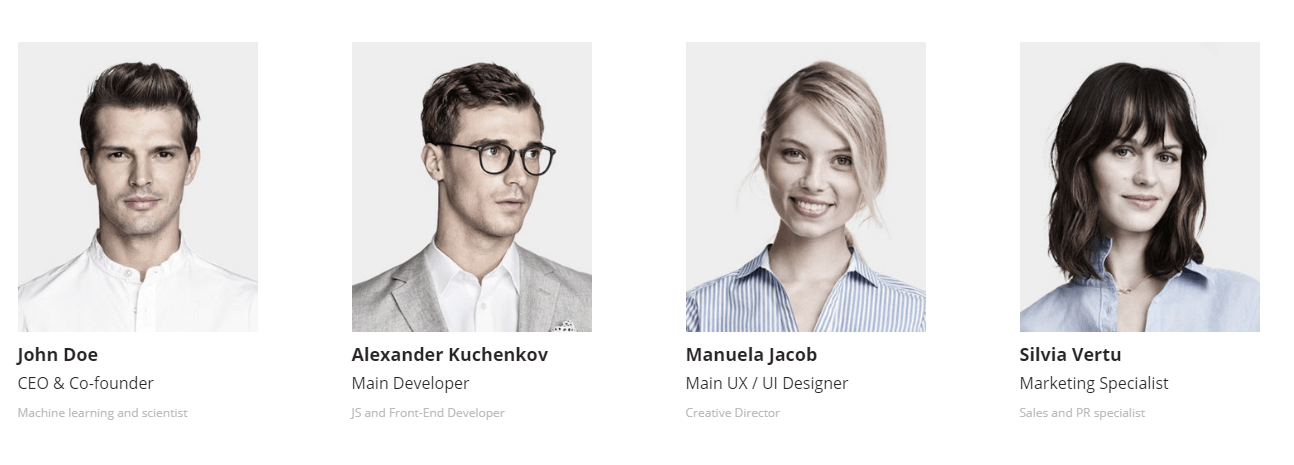 John Doe
CEO & Co-founder
Machine learning and scientist
Alexander Kuchenkov
Main Developer
JS and Front-End Developer
Manuela Jacob
Main UX / UI Designer
Creative Director
Silvia Vertu
Marketing Specialist
Sales and PR specialist